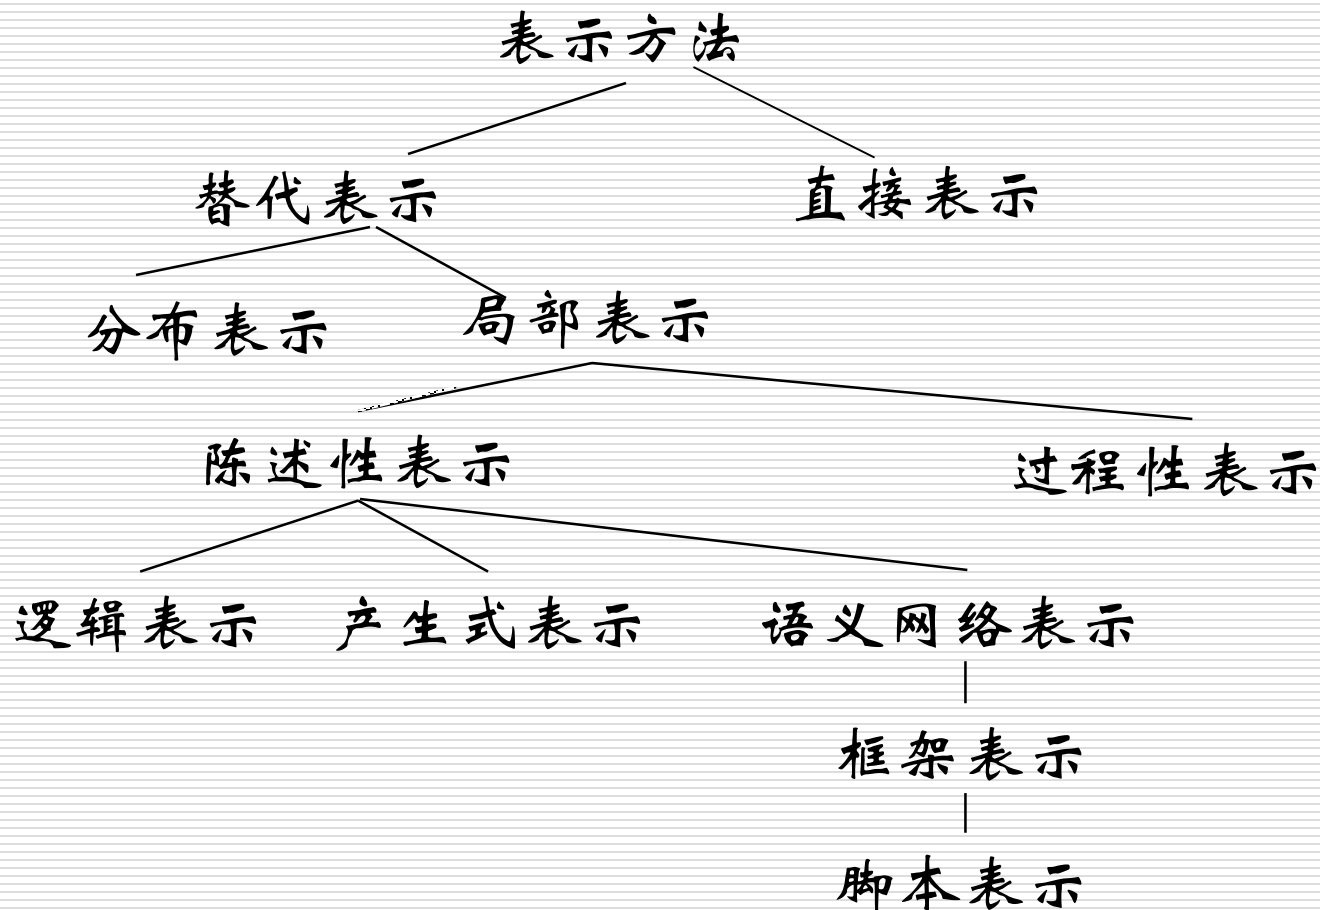 表示方法
替代表示 直接表示
分布表示 局部表示
陈述性表示 过程性表示
逻辑表示 产生式表示 语义网络表示
框架表示
脚本表示